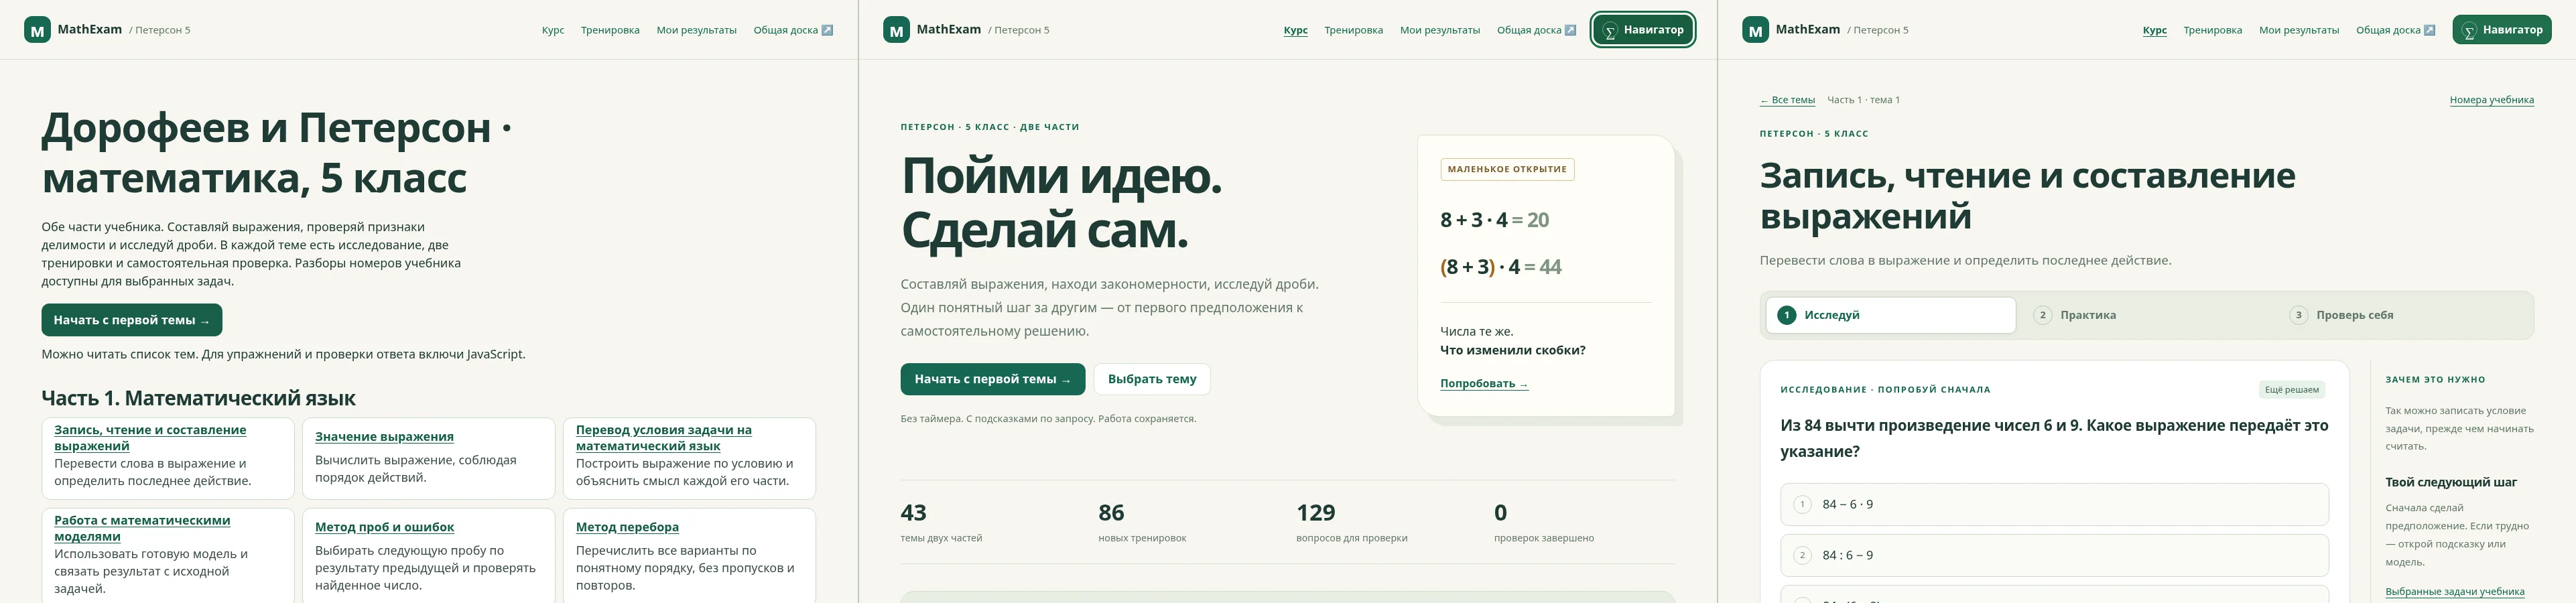 M MathExam / Петерсон 5
Курс Тренировка Мои результаты Общая доска ↗
Дорофеев и Петерсон ·
математика, 5 класс
Обе части учебника. Составляй выражения, проверяй признаки
делимости и исследуй дроби. В каждой теме есть исследование, две
тренировки и самостоятельная проверка. Разборы номеров учебника
доступны для выбранных задач.
Начать с первой темы →
Можно читать список тем. Для упражнений и проверки ответа включи JavaScript.
Часть 1. Математический язык
Запись, чтение и составление
выражений
Перевести слова в выражение и
определить последнее действие.
Значение выражения
Вычислить выражение, соблюдая
порядок действий.
Перевод условия задачи на
математический язык
Построить выражение по условию и
объяснить смысл каждой его части.
Работа с математическими
моделями
Использовать готовую модель и
связать результат с исходной
задачей.
Метод проб и ошибок
Выбирать следующую пробу по
результату предыдущей и проверять
найденное число.
Метод перебора
Перечислить все варианты по
понятному порядку, без пропусков и
повторов.
M MathExam / Петерсон 5
Курс Тренировка Мои результаты Общая доска ↗ ∑ Навигатор
ПЕТЕРСОН · 5 КЛАСС · ДВЕ ЧАСТИ
Пойми идею.
Сделай сам.
Составляй выражения, находи закономерности, исследуй дроби.
Один понятный шаг за другим — от первого предположения к
самостоятельному решению.
Начать с первой темы →
Выбрать тему
Без таймера. С подсказками по запросу. Работа сохраняется.
МАЛЕНЬКОЕ ОТКРЫТИЕ
8 + 3 · 4 = 20
(8 + 3) · 4 = 44
Числа те же.
Что изменили скобки?
Попробовать →
43
темы двух частей
86
новых тренировок
129
вопросов для проверки
0
проверок завершено
M MathExam / Петерсон 5
Курс Тренировка Мои результаты Общая доска ↗ ∑ Навигатор
← Все темы Часть 1 · тема 1
Номера учебника
ПЕТЕРСОН · 5 КЛАСС
Запись, чтение и составление
выражений
Перевести слова в выражение и определить последнее действие.
1 Исследуй
2 Практика
3 Проверь себя
ИССЛЕДОВАНИЕ · ПОПРОБУЙ СНАЧАЛА
Ещё решаем
Из 84 вычти произведение чисел 6 и 9. Какое выражение передаёт это
указание?
1 84 − 6 · 9
2 84 : 6 − 9
ЗАЧЕМ ЭТО НУЖНО
Так можно записать условие
задачи, прежде чем начинать
считать.
Твой следующий шаг
Сначала сделай
предположение. Если трудно
— открой подсказку или
модель.
Выбранные задачи учебника